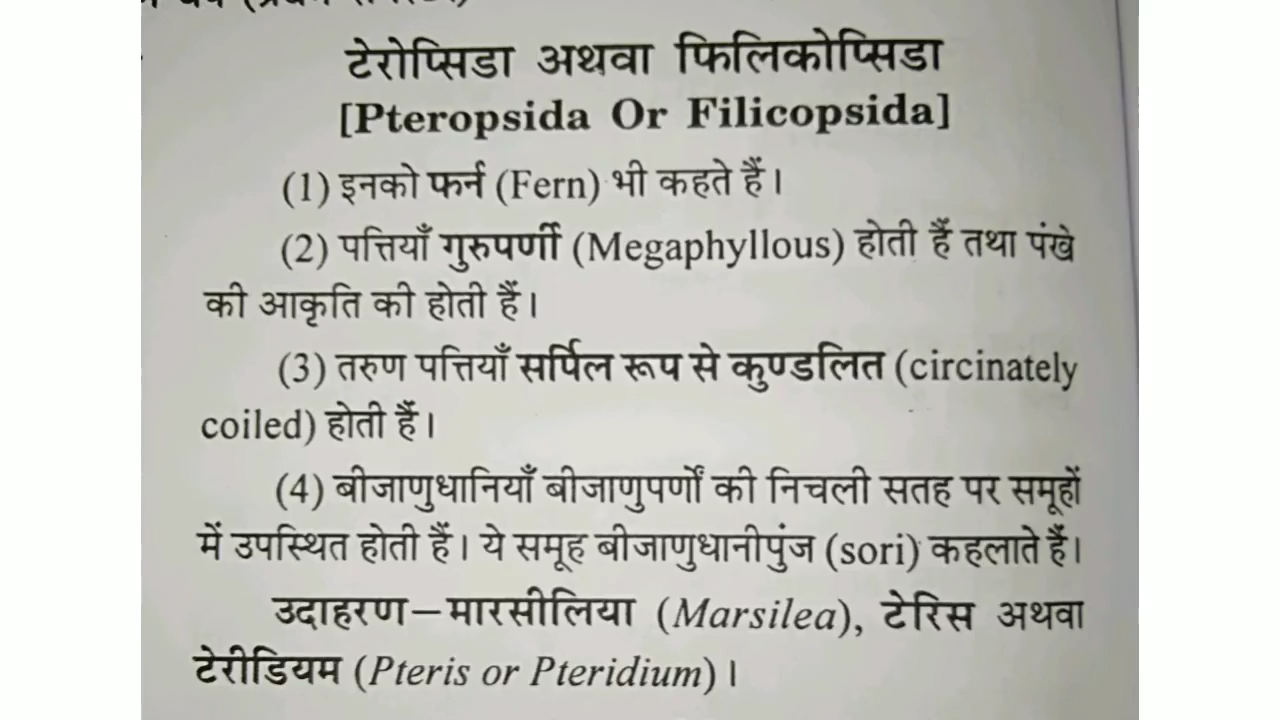 टेरोप्सिडा अथवा फिलिकोप्सिडा
[Pteropsida Or Filicopsida]
(1) इनको फर्न (Fern) भी कहते हैं।
(2) पत्तियाँ गुरुपर्णी (Megaphyllous) होती हैं तथा पंखे
की आकृति की होती हैं।
(3) तरुण पत्तियाँ सर्पिल रूप से कुण्डलित (circinately
coiled) होती हैं।
(4) बीजाणुधानियाँ बीजाणुपर्णों की निचली सतह पर समूहों
में उपस्थित होती हैं। ये समूह बीजाणुधानीपुंज (sori) कहलाते हैं।
उदाहरण–मारसीलिया (Marsilea), टेरिस अथवा
टेरीडियम (Pteris or Pteridium)।